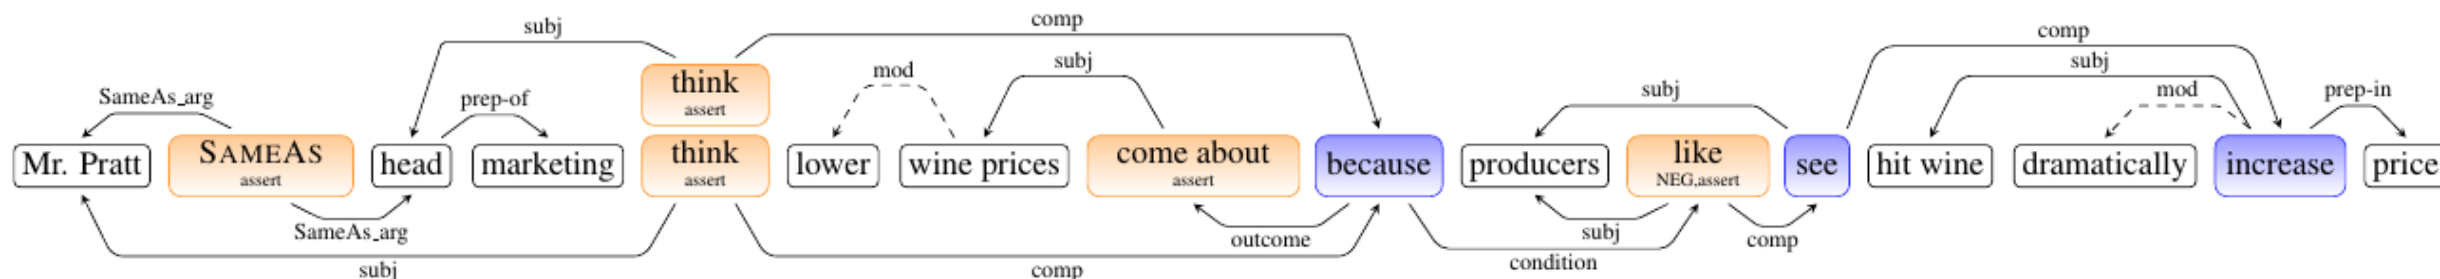 comp
subj
comp
think
assert
subj
mod
subj
SameAs_arg
prep-of
subj
mod
prep-in
Mr. Pratt
SAMEAS
assert
head
marketing
think
assert
lower
wine prices
come about
assert
because
producers
like
NEG,assert
see
hit wine
dramatically
increase
price
SameAs_arg
outcome
subj
comp
condition
subj
comp